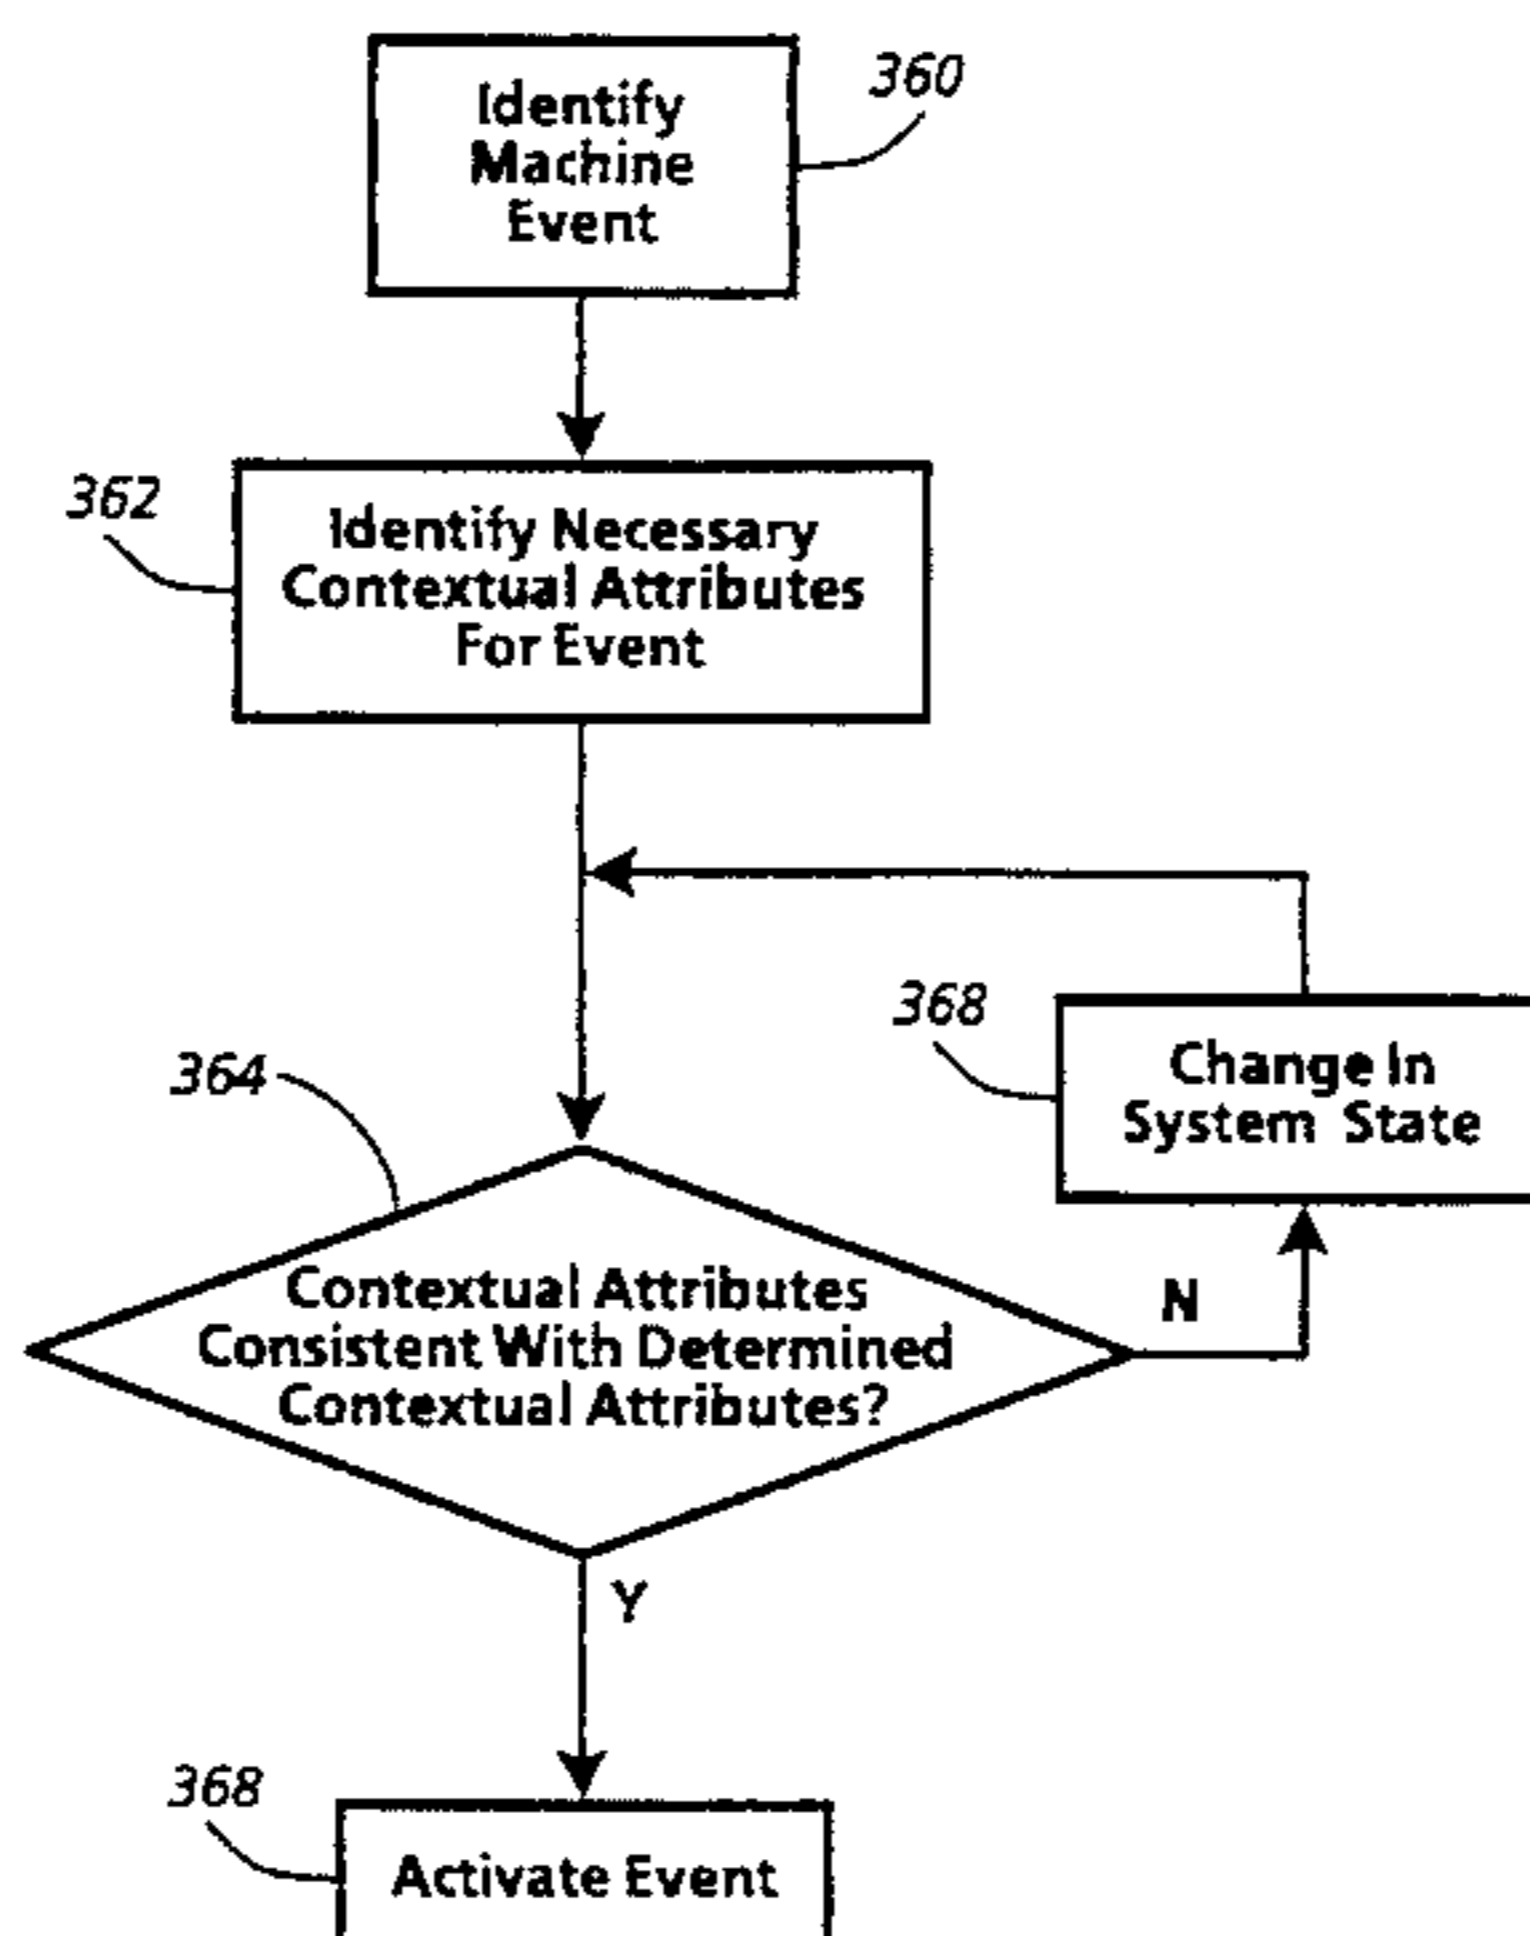 Identify
Machine
Event
360
362
Identify Necessary
Contextual Attributes
For Event
368
Change In
System State
364
Contextual Attributes
Consistent With Determined
Contextual Attributes?
N
Y
368
Activate Event